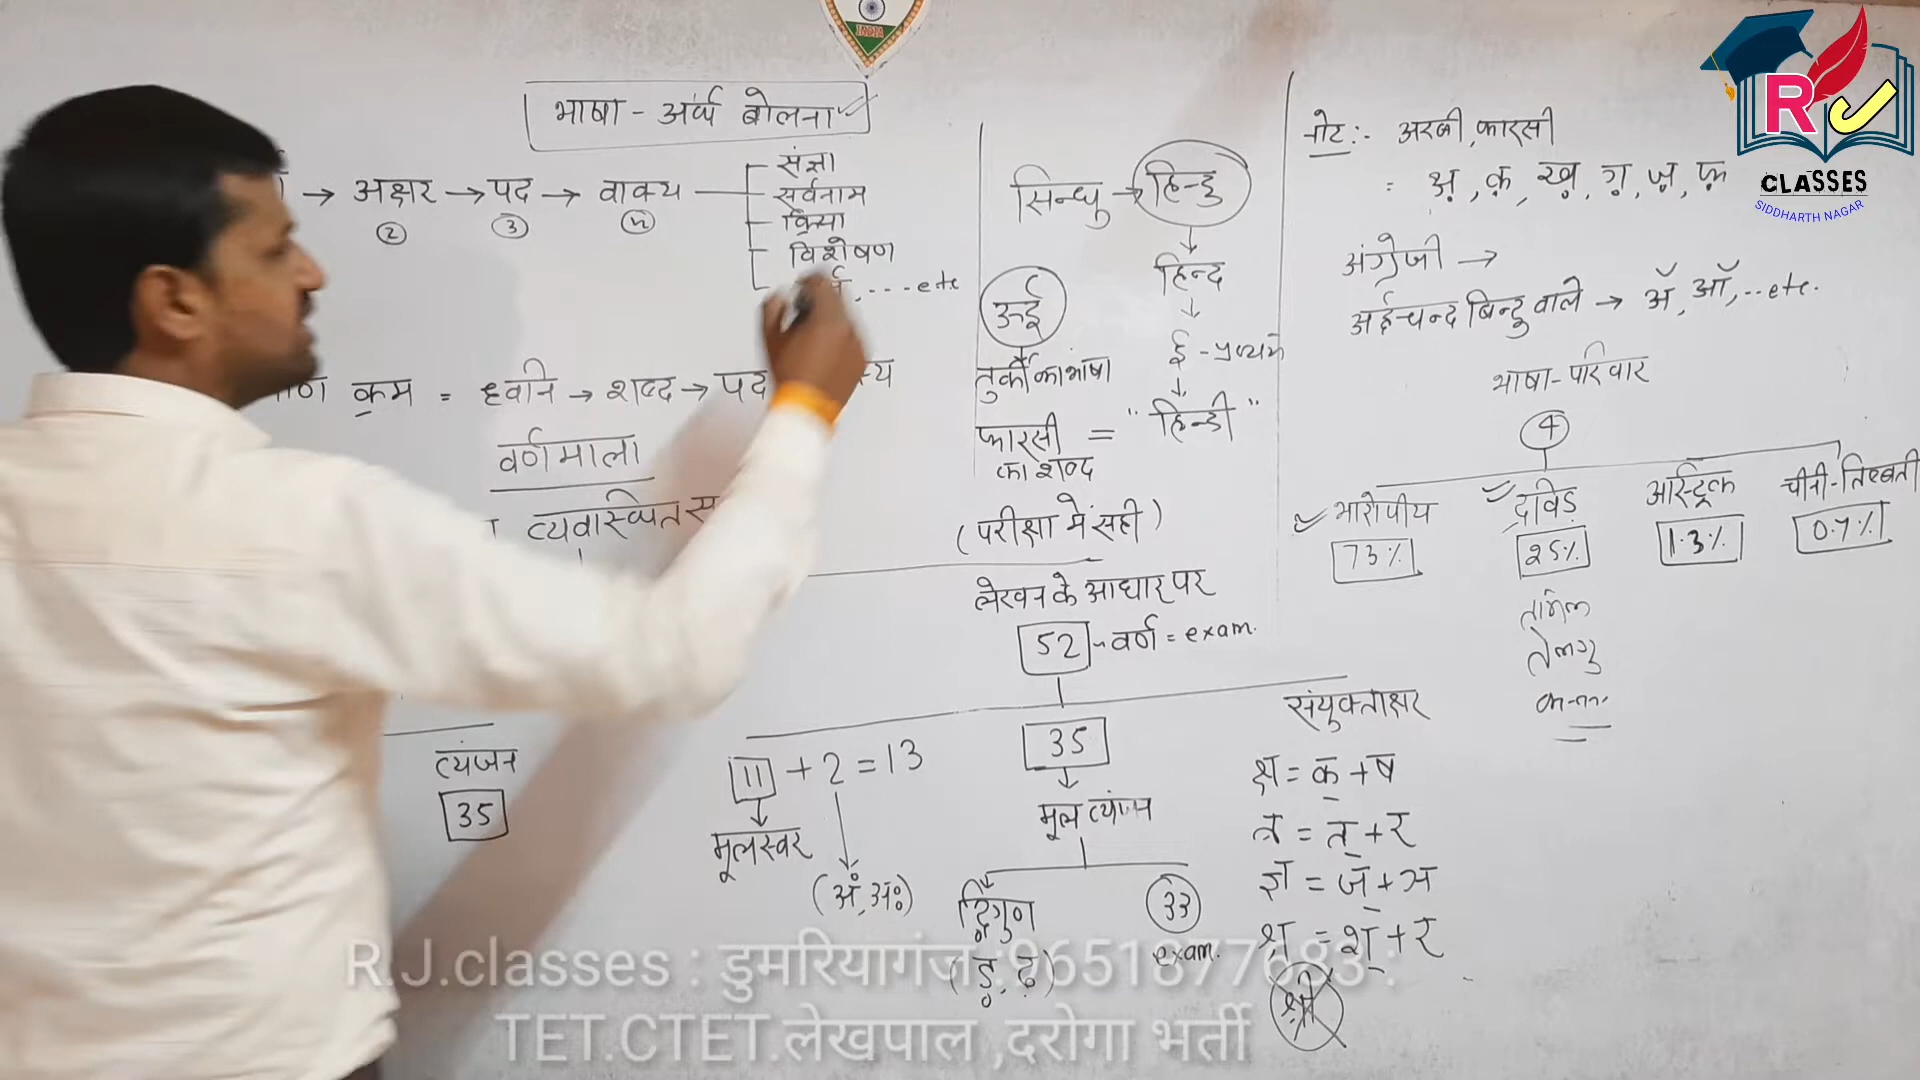 INDIA
RJ
CLASSES
SIDDHARTH NAGAR
भाषा - अर्थ बोलना
→ अक्षर → पद → वाक्य
2 3 4
संज्ञा
सर्वनाम
क्रिया
विशेषण
, ... etc
क्रम = ध्वनि → शब्द → पद
वर्णमाला
व्यवस्थित स
व्यंजन
35
सिन्धु → हिन्दु
↓
हिन्द
↓
ई - प्रत्यय
↓
"हिन्दी"
तुर्की का भाषा
फारसी =
का शब्द
(परीक्षा में सही)
लेखन के आधार पर
52 - वर्ण = exam.
11 + 2 = 13
मूल स्वर
(अं, अः)
35
↓
मूल व्यंजन
द्विगुण
(ड़, ढ़)
33
exam.
संयुक्ताक्षर
क्ष = क् + ष
त्र = त् + र
ज्ञ = ज् + ञ
श्र = श् + र
श्री
नोट :- अरबी, फारसी
= अ़, क़, ख़, ग़, ज़, फ़
अंग्रेजी →
अर्द्धचन्द्र बिन्दु वाले → ॲ, ऑ, ..etc.
भाषा - परिवार
4
भारोपीय द्रविड़ आस्ट्रिक चीनी-तिब्बती
73% 25% 1.3% 0.7%
तमिल
तेलगु
R.J.classes : डुमरियागंज :9651877683 :
TET.CTET.लेखपाल ,दरोगा भर्ती